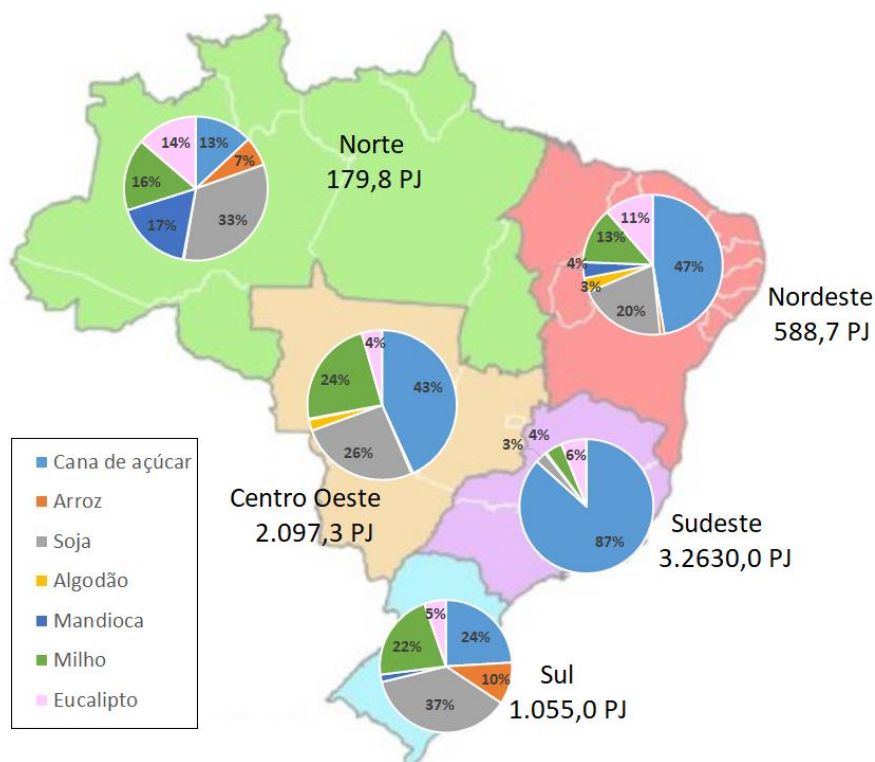 Norte
179,8 PJ
14%
13%
7%
16%
33%
17%
11%
13%
47%
4%
3%
20%
Nordeste
588,7 PJ
4%
43%
24%
26%
Centro Oeste
2.097,3 PJ
4%
3%
6%
87%
Sudeste
3.2630,0 PJ
5%
24%
22%
10%
37%
Sul
1.055,0 PJ
Cana de açúcar
Arroz
Soja
Algodão
Mandioca
Milho
Eucalipto